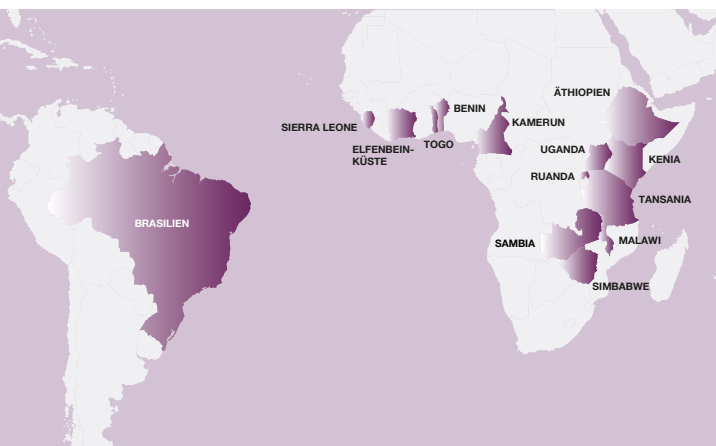 ÄTHIOPIEN
BENIN
KAMERUN
SIERRA LEONE
TOGO
ELFENBEIN-
KÜSTE
UGANDA
KENIA
RUANDA
TANSANIA
BRASILIEN
SAMBIA
MALAWI
SIMBABWE